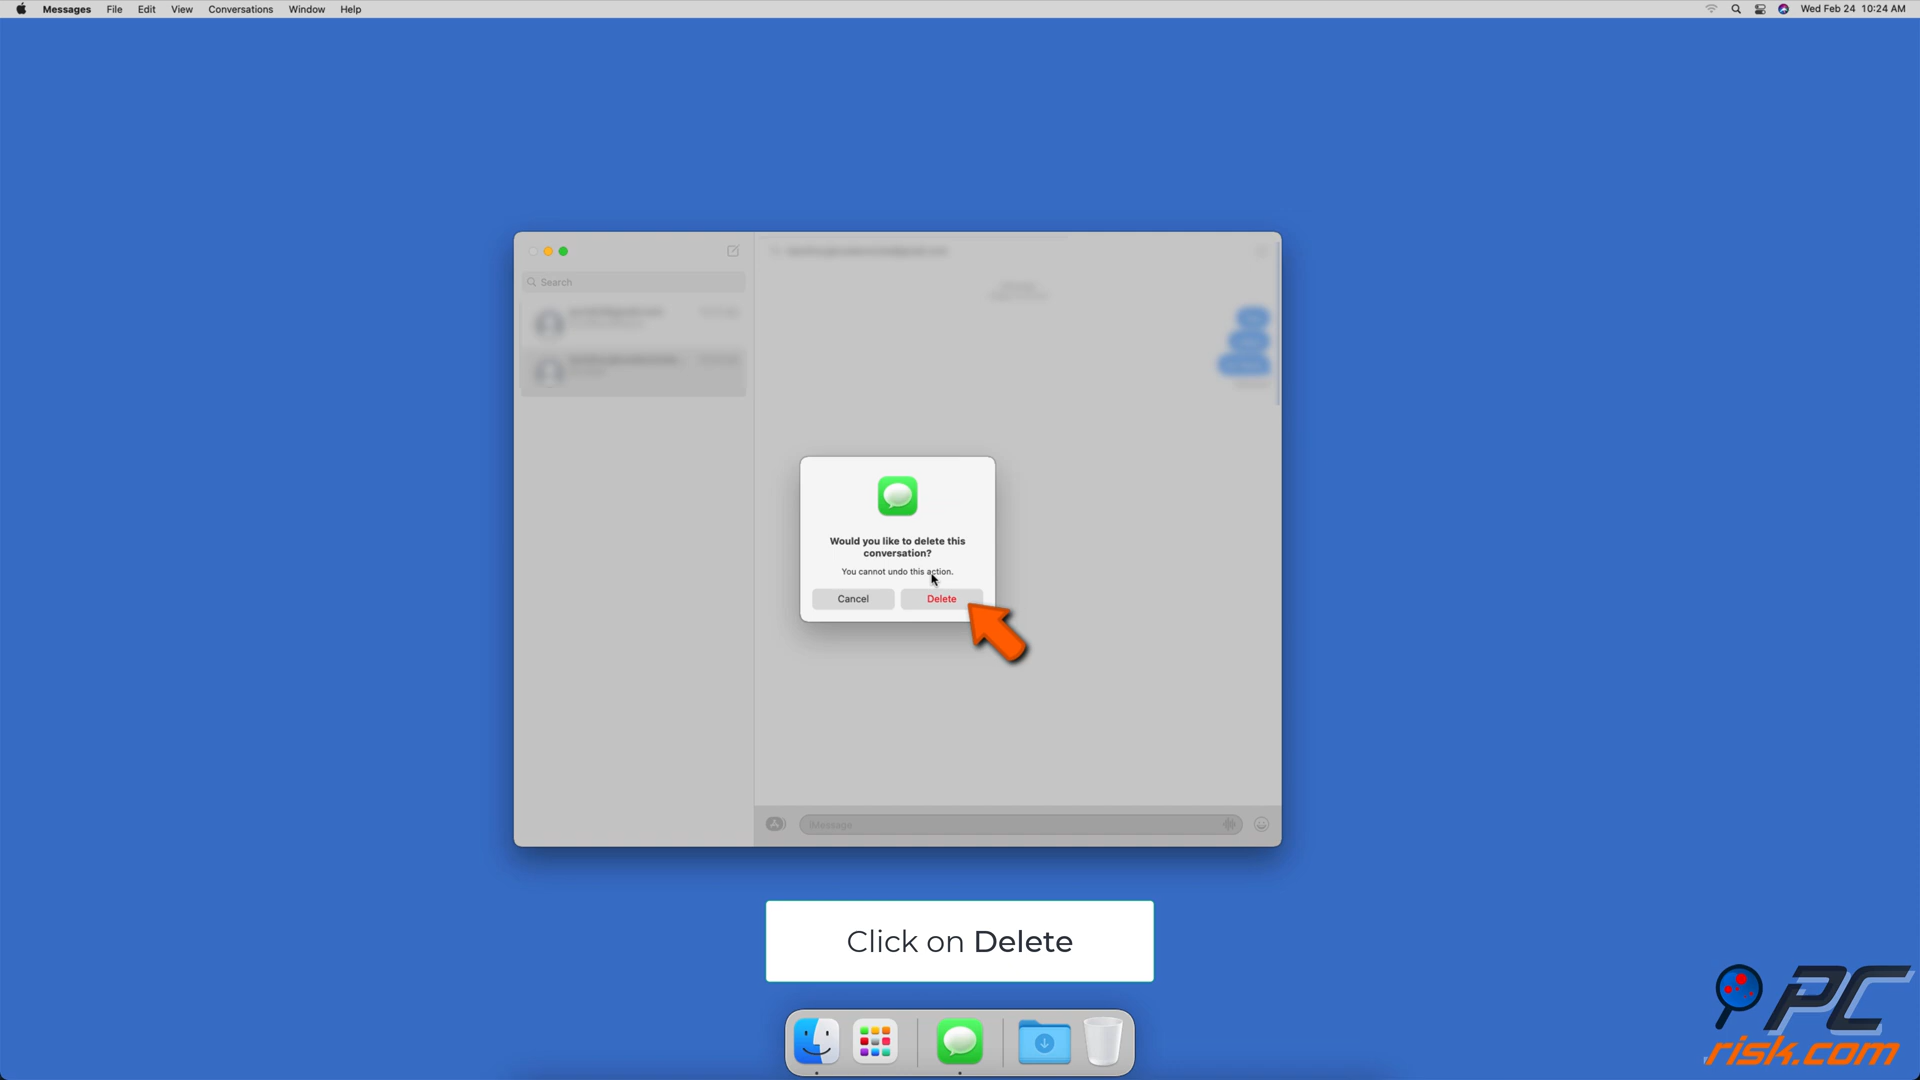 Messages File Edit View Conversations Window Help
Wed Feb 24 10:24 AM
Search
Would you like to delete this
conversation?
You cannot undo this action.
Cancel Delete
iMessage
Click on Delete
PC
risk.com